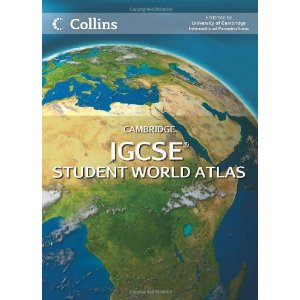 Collins
Endorsed by
University of Cambridge
International Examinations
CAMBRIDGE
IGCSE®
STUDENT WORLD ATLAS